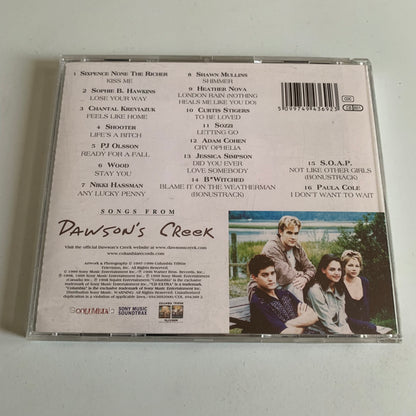 1 SIXPENCE NONE THE RICHER
KISS ME
2 SOPHIE B. HAWKINS
LOSE YOUR WAY
3 CHANTAL KREVIAZUK
FEELS LIKE HOME
4 SHOOTER
LIFE'S A BITCH
5 PJ OLSSON
READY FOR A FALL
6 WOOD
STAY YOU
7 NIKKI HASSMAN
ANY LUCKY PENNY
8 SHAWN MULLINS
SHIMMER
9 HEATHER NOVA
LONDON RAIN (NOTHING
HEALS ME LIKE YOU DO)
10 CURTIS STIGERS
TO BE LOVED
11 SOZZI
LETTING GO
12 ADAM COHEN
CRY OPHELIA
13 JESSICA SIMPSON
DID YOU EVER
LOVE SOMEBODY
14 B*WITCHED
BLAME IT ON THE WEATHERMAN
(BONUSTRACK)
15 S.O.A.P.
NOT LIKE OTHER GIRLS
(BONUSTRACK)
16 PAULA COLE
I DON'T WANT TO WAIT
5 099749 436923
SONGS FROM
DAWSON'S CREEK
Visit the official Dawson's Creek website at www.dawsonscreek.com
www.columbiarecords.com
SONY MUSIC
SOUNDTRAX